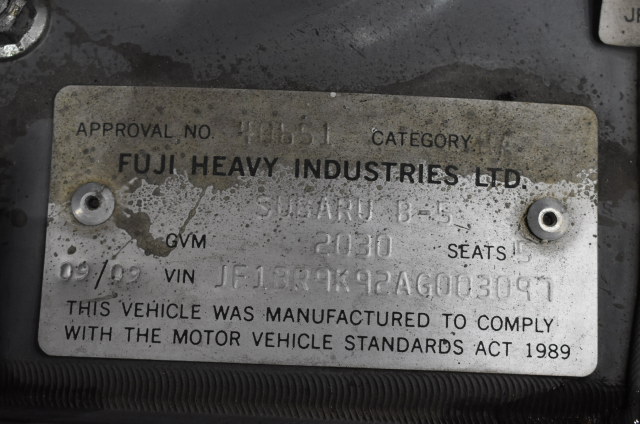 JF
APPROVAL NO. 40651 CATEGORY
FUJI HEAVY INDUSTRIES LTD.
SUBARU B-5
GVM 2030 SEATS 5
09/09 VIN JF1BR9K92AG003097
THIS VEHICLE WAS MANUFACTURED TO COMPLY
WITH THE MOTOR VEHICLE STANDARDS ACT 1989